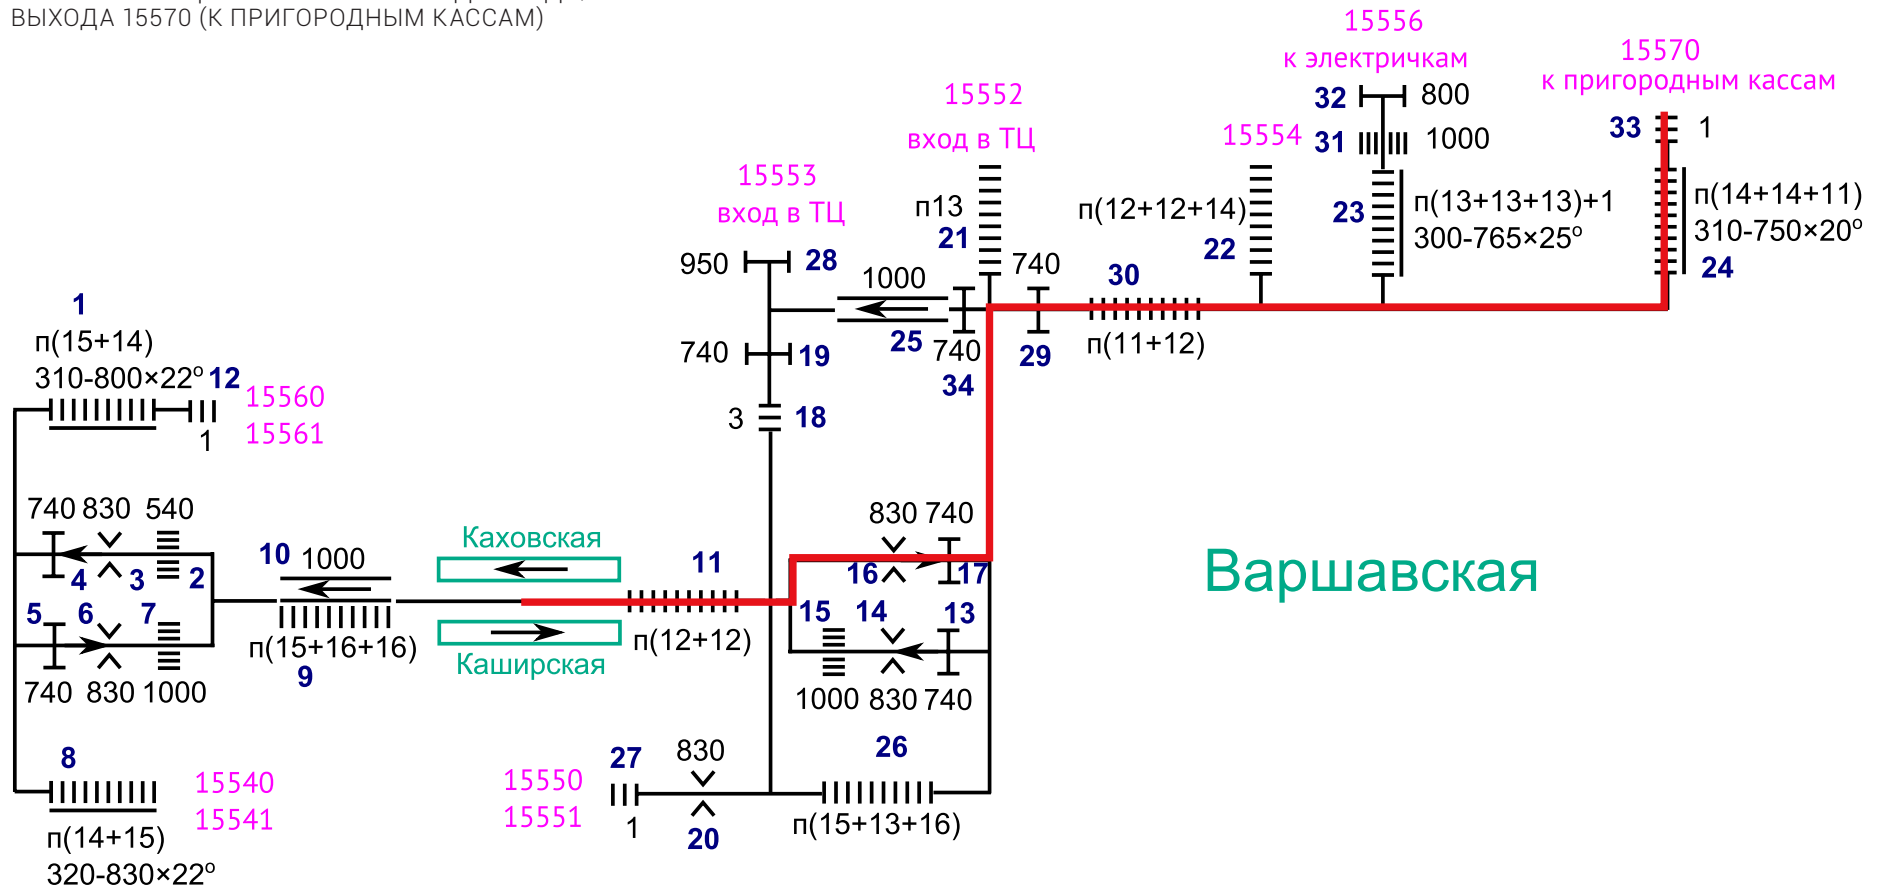 ВЫХОДА 15570 (К ПРИГОРОДНЫМ КАССАМ)
15556
к электричкам
32
800
31
1000
23
п(13+13+13)+1
300-765×25º
15570
к пригородным кассам
33
1
п(14+14+11)
310-750×20º
24
15552
вход в ТЦ
п13
21
15554
п(12+12+14)
22
15553
вход в ТЦ
950
28
1000
25
740
34
740
29
30
п(11+12)
740
19
3
18
1
п(15+14)
310-800×22º
12
15560
15561
1
740 830 540
4 3 2
5 6 7
740 830 1000
10
1000
п(15+16+16)
9
Каховская
Каширская
11
п(12+12)
830 740
16 17
15 14 13
1000 830 740
Варшавская
8
15540
15541
п(14+15)
320-830×22º
15550
15551
27
1
830
20
26
п(15+13+16)